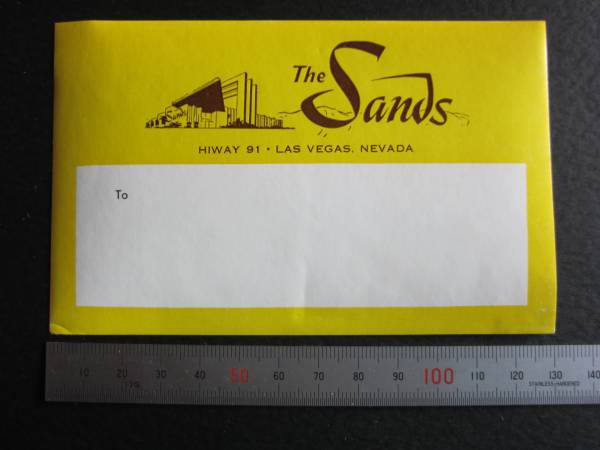 The Sands
Sands
HIWAY 91 • LAS VEGAS, NEVADA
To
10 20 30 40 50 60 70 80 90 100 110 120 130 140
STAINLESS HARDENED